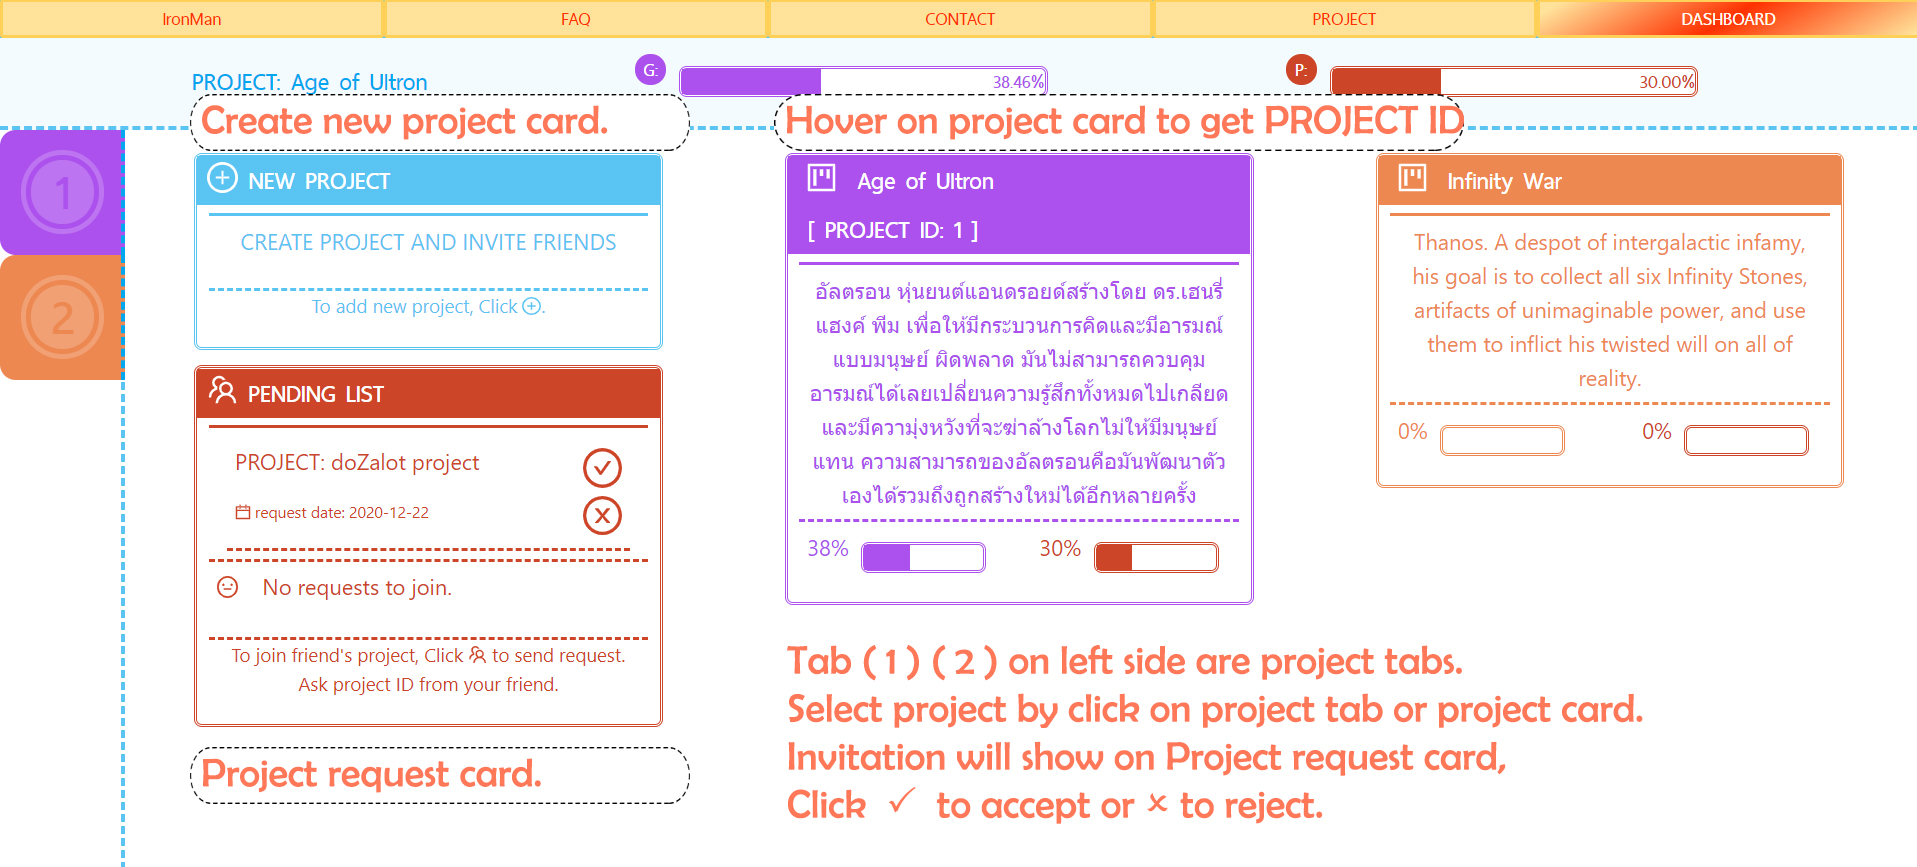 IronMan
FAQ
CONTACT
PROJECT
DASHBOARD
PROJECT: Age of Ultron
G:
38.46%
P:
30.00%
Create new project card.
Hover on project card to get PROJECT ID
1
2
NEW PROJECT
CREATE PROJECT AND INVITE FRIENDS
To add new project, Click .
PENDING LIST
PROJECT: doZalot project
request date: 2020-12-22
No requests to join.
To join friend's project, Click to send request.
Ask project ID from your friend.
Project request card.
Age of Ultron
[ PROJECT ID: 1 ]
อัลตรอน หุ่นยนต์แอนดรอยด์สร้างโดย ดร.เฮนรี่
แฮงค์ พีม เพื่อให้มีกระบวนการคิดและมีอารมณ์
แบบมนุษย์ ผิดพลาด มันไม่สามารถควบคุม
อารมณ์ได้เลยเปลี่ยนความรู้สึกทั้งหมดไปเกลียด
และมีความุ่งหวังที่จะฆ่าล้างโลกไม่ให้มีมนุษย์
แทน ความสามารถของอัลตรอนคือมันพัฒนาตัว
เองได้รวมถึงถูกสร้างใหม่ได้อีกหลายครั้ง
38%
30%
Infinity War
Thanos. A despot of intergalactic infamy,
his goal is to collect all six Infinity Stones,
artifacts of unimaginable power, and use
them to inflict his twisted will on all of
reality.
0%
0%
Tab ( 1 ) ( 2 ) on left side are project tabs.
Select project by click on project tab or project card.
Invitation will show on Project request card,
Click ✓ to accept or × to reject.